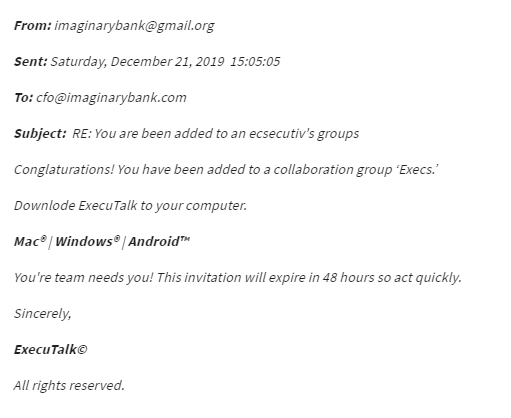 From: imaginarybank@gmail.org
Sent: Saturday, December 21, 2019 15:05:05
To: cfo@imaginarybank.com
Subject: RE: You are been added to an ecsecutiv's groups
Conglaturations! You have been added to a collaboration group ‘Execs.’
Downlode ExecuTalk to your computer.
Mac® | Windows® | Android™
You're team needs you! This invitation will expire in 48 hours so act quickly.
Sincerely,
ExecuTalk©
All rights reserved.